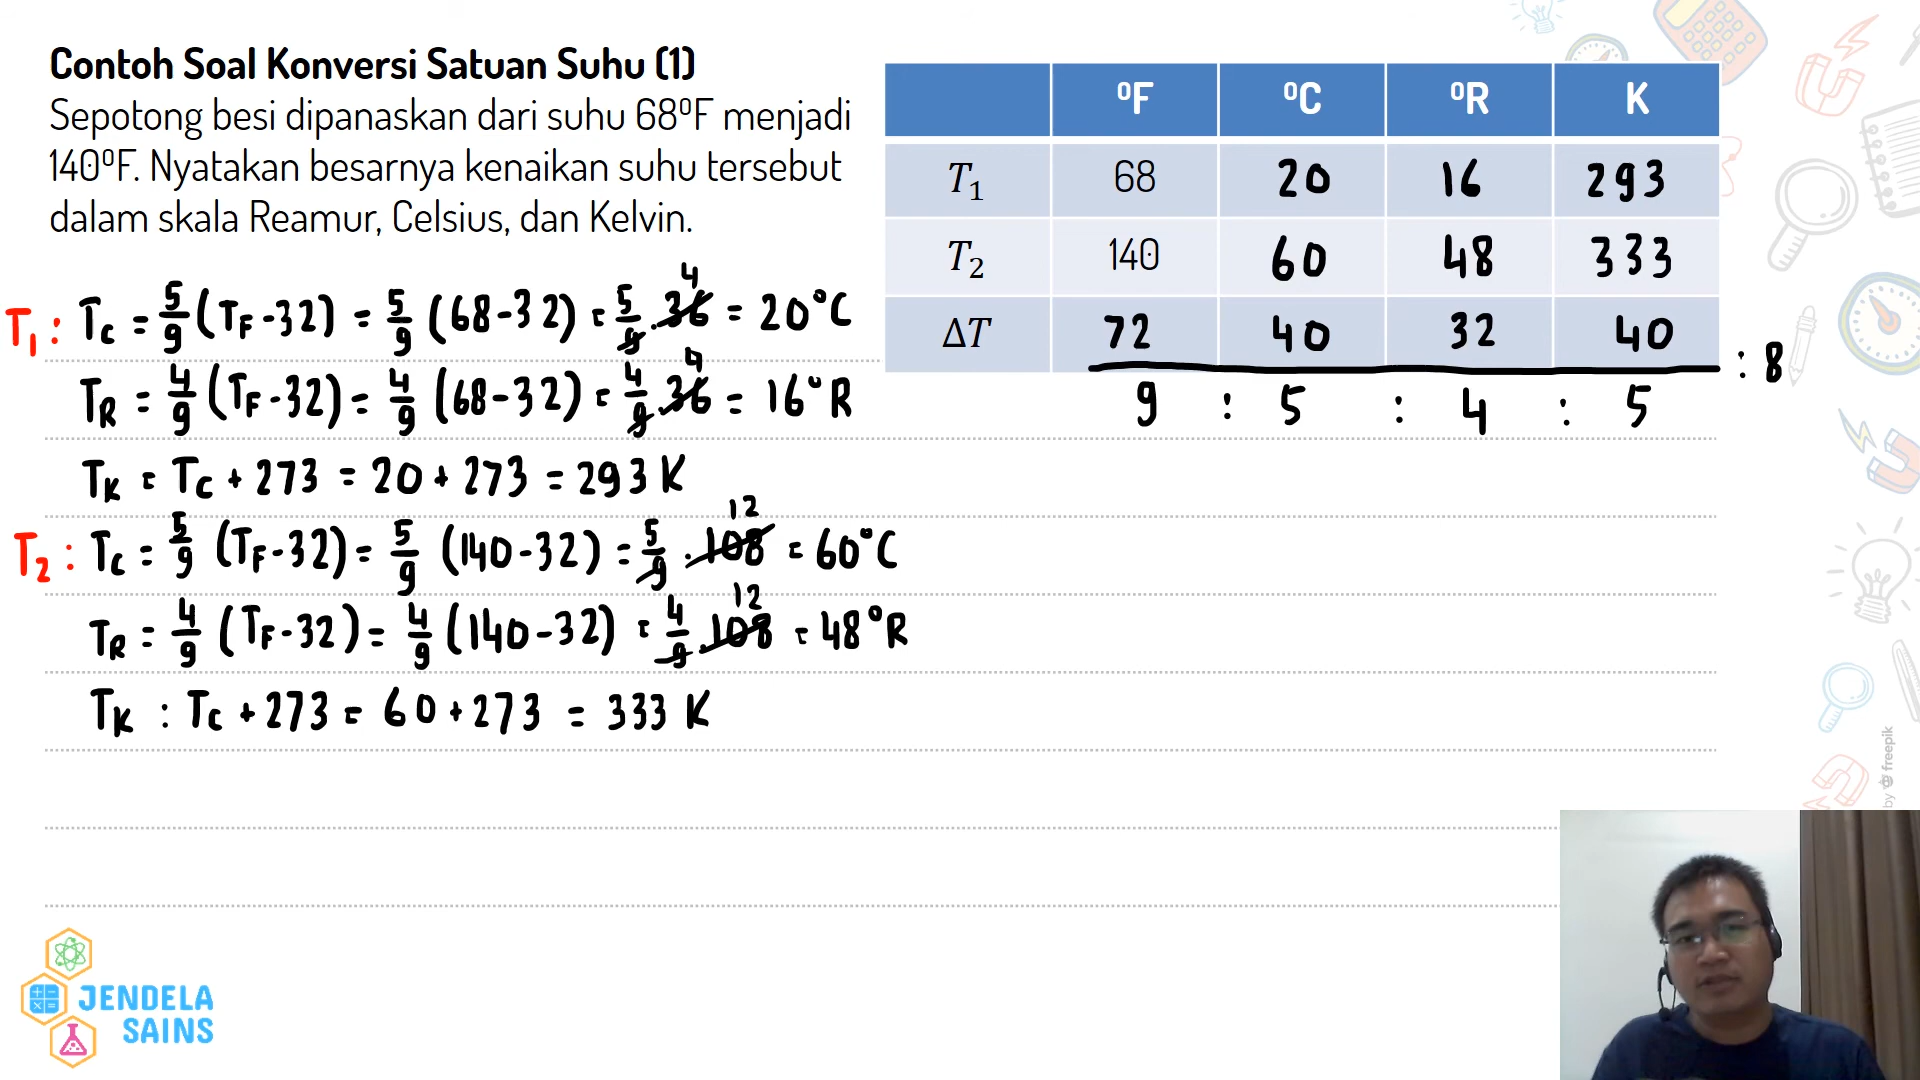 Contoh Soal Konversi Satuan Suhu (1)
Sepotong besi dipanaskan dari suhu 68⁰F menjadi
140⁰F. Nyatakan besarnya kenaikan suhu tersebut
dalam skala Reamur, Celsius, dan Kelvin.
⁰F ⁰C ⁰R K
T₁ 68 20 16 293
T₂ 140 60 48 333
ΔT 72 40 32 40
: 8
9 : 5 : 4 : 5
T₁ : Tc = 5/9 (TF - 32) = 5/9 (68 - 32) = 5/9 . 36 4 = 20°C
TR = 4/9 (TF - 32) = 4/9 (68 - 32) = 4/9 . 36 4 = 16°R
TK = Tc + 273 = 20 + 273 = 293 K
T₂ : Tc = 5/9 (TF - 32) = 5/9 (140 - 32) = 5/9 . 108 12 = 60°C
TR = 4/9 (TF - 32) = 4/9 (140 - 32) = 4/9 . 108 12 = 48°R
TK : Tc + 273 = 60 + 273 = 333 K
JENDELA
SAINS
by freepik